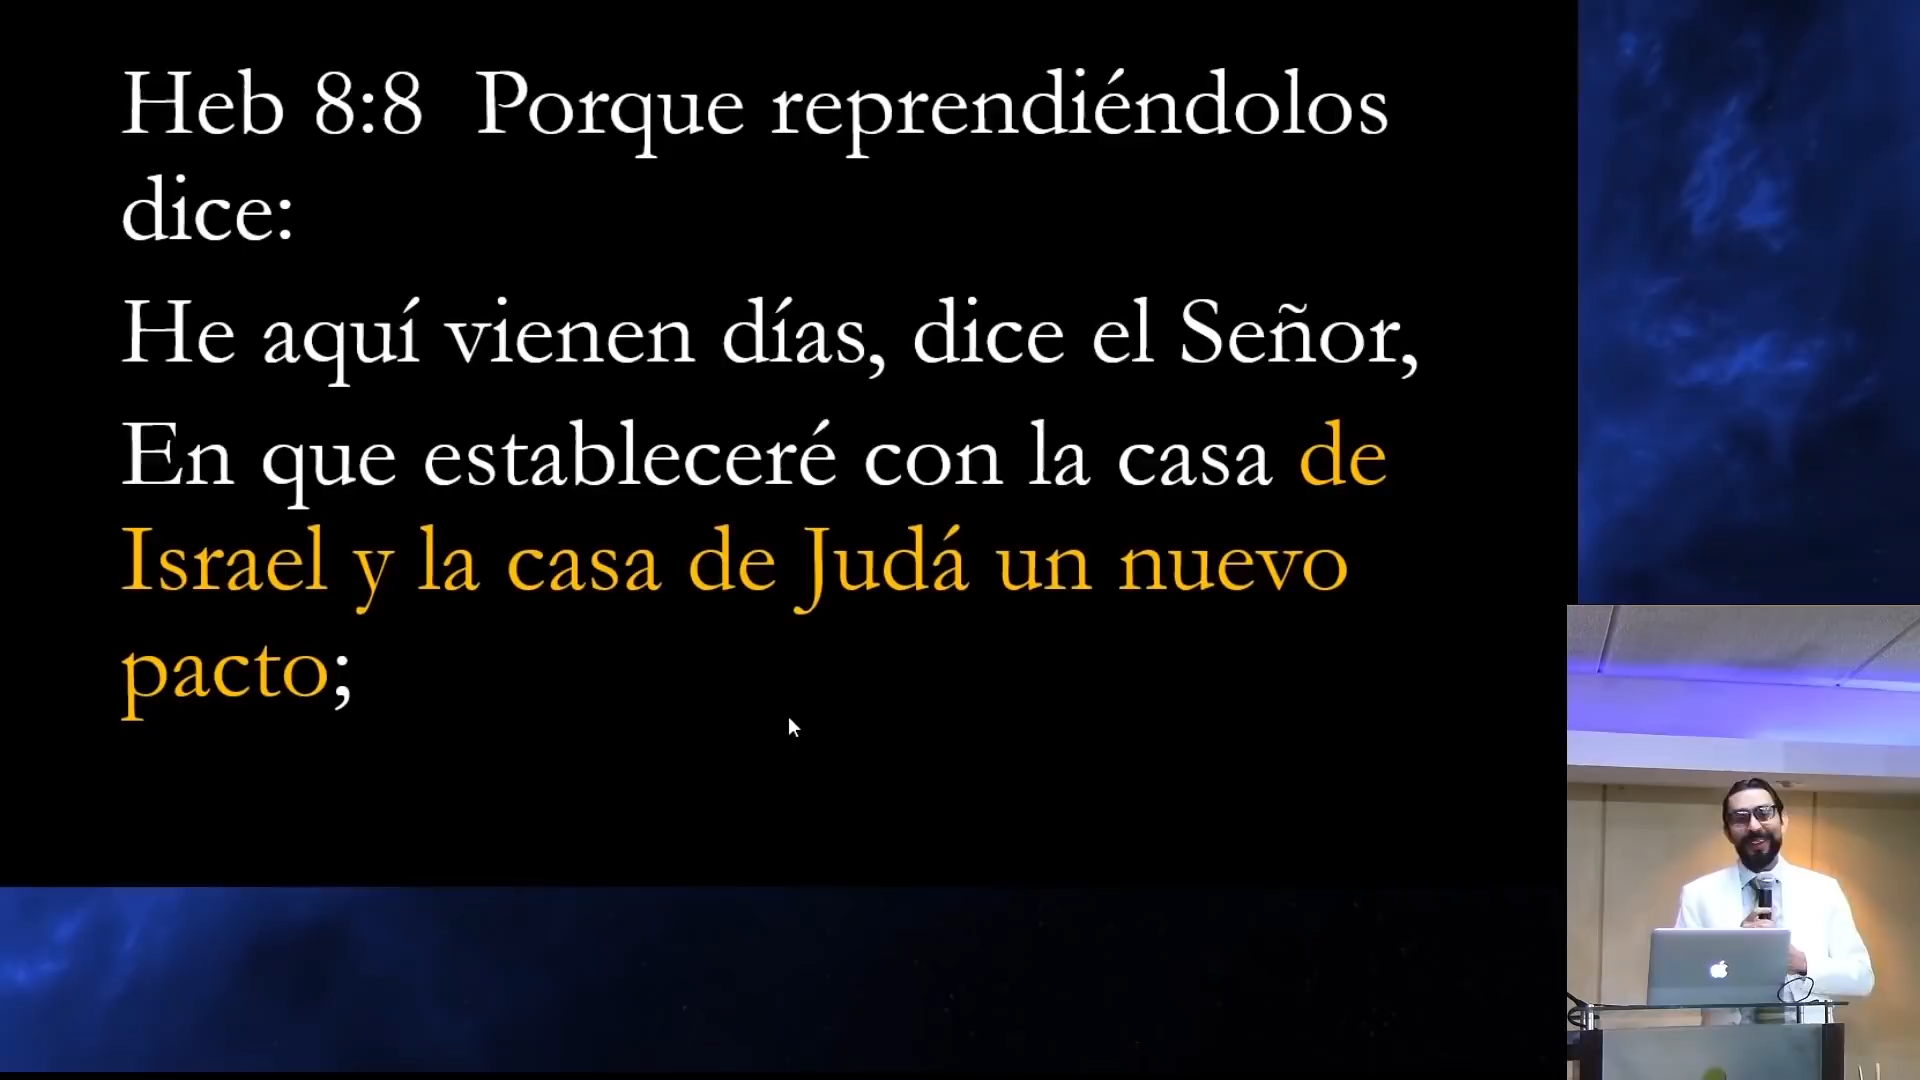 Heb 8:8  Porque reprendiéndolos
dice:
He aquí vienen días, dice el Señor,
En que estableceré con la casa de
Israel y la casa de Judá un nuevo
pacto;